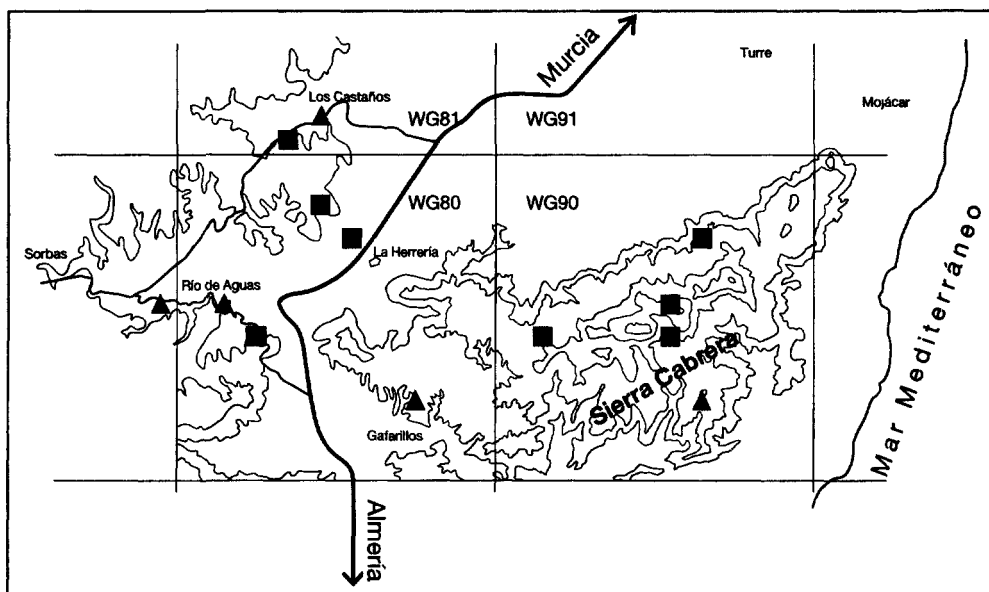 Murcia
Turre
Los Castaños
Mojácar
WG81
WG91
WG80
WG90
Sorbas
La Herrería
Río de Aguas
Sierra Cabrera
Mar Mediterráneo
Gafarillos
Almería